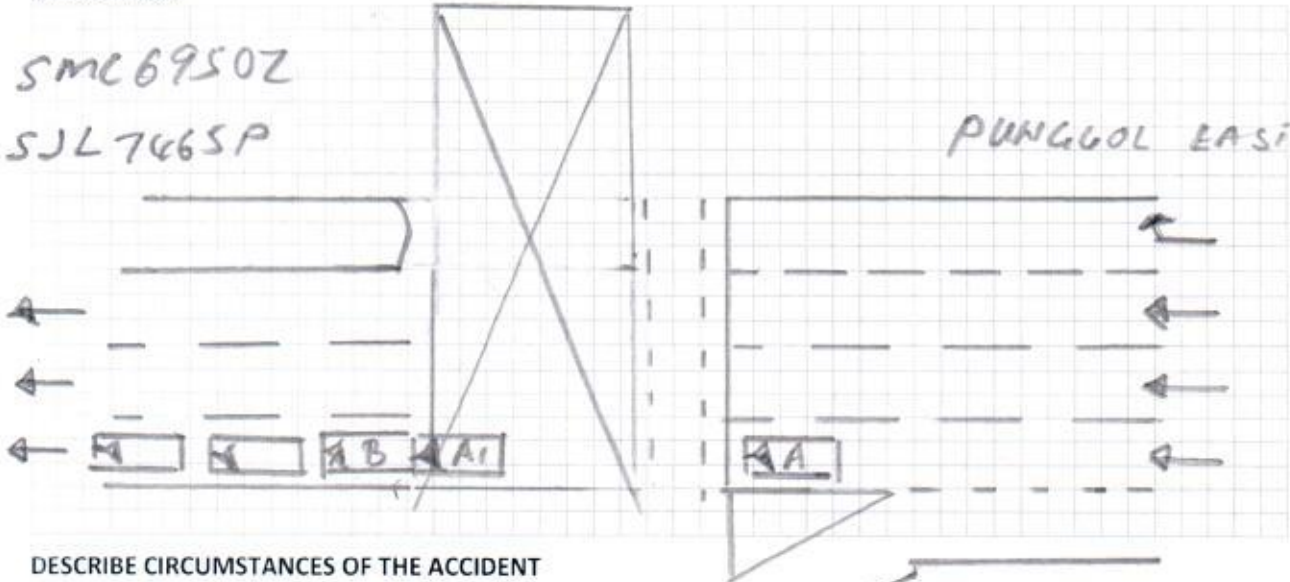 SMC6950Z
SJL7465P
PUNGGOL EAST
B
A1
A
DESCRIBE CIRCUMSTANCES OF THE ACCIDENT